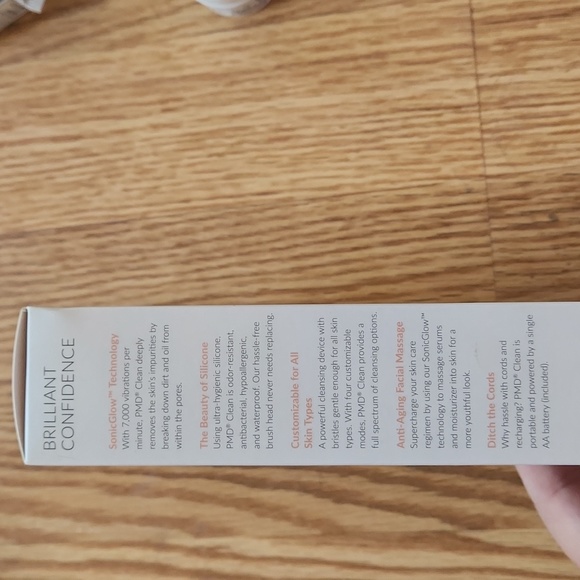 BRILLIANT
CONFIDENCE
SonicGlow™ Technology
With 7,000 vibrations per
minute, PMD® Clean deeply
removes the skin's impurities by
breaking down dirt and oil from
within the pores.
The Beauty of Silicone
Using ultra-hygienic silicone,
PMD® Clean is odor-resistant,
antibacterial, hypoallergenic,
and waterproof. Our hassle-free
brush head never needs replacing.
Customizable for All
Skin Types
A powerful cleansing device with
bristles gentle enough for all skin
types. With four customizable
modes, PMD® Clean provides a
full spectrum of cleansing options.
Anti-Aging Facial Massage
Supercharge your skin care
regimen by using our SonicGlow™
technology to massage serums
and moisturizer into skin for a
more youthful look.
Ditch the Cords
Why hassle with cords and
recharging? PMD® Clean is
portable and powered by a single
AA battery (included).